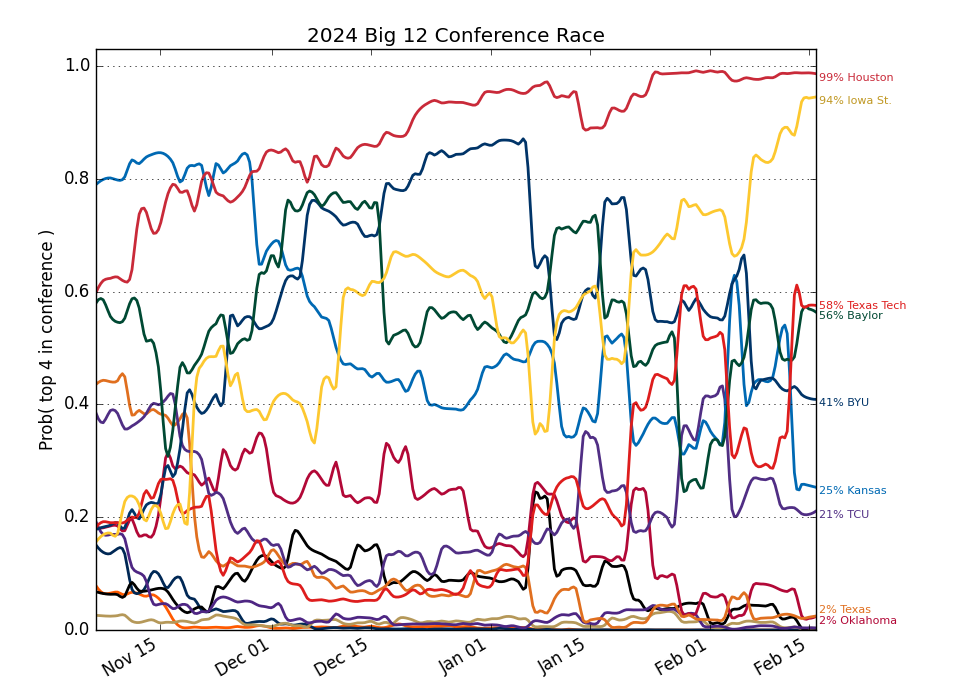 2024 Big 12 Conference Race
Prob( top 4 in conference )
1.0
0.8
0.6
0.4
0.2
0.0
Nov 15
Dec 01
Dec 15
Jan 01
Jan 15
Feb 01
Feb 15
99% Houston
94% Iowa St.
58% Texas Tech
56% Baylor
41% BYU
25% Kansas
21% TCU
2% Texas
2% Oklahoma